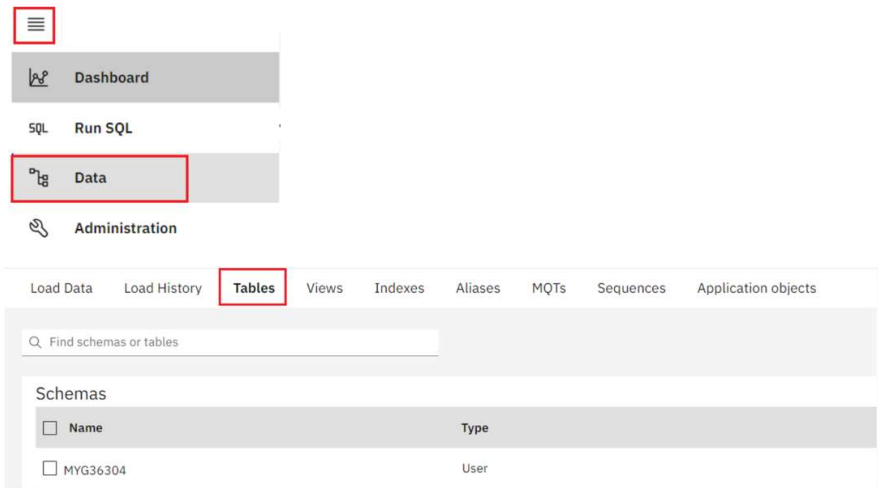 Dashboard
SQL Run SQL
Data
Administration
Load Data Load History Tables Views Indexes Aliases MQTs Sequences Application objects
Find schemas or tables
Schemas
Name Type
MYG36304 User